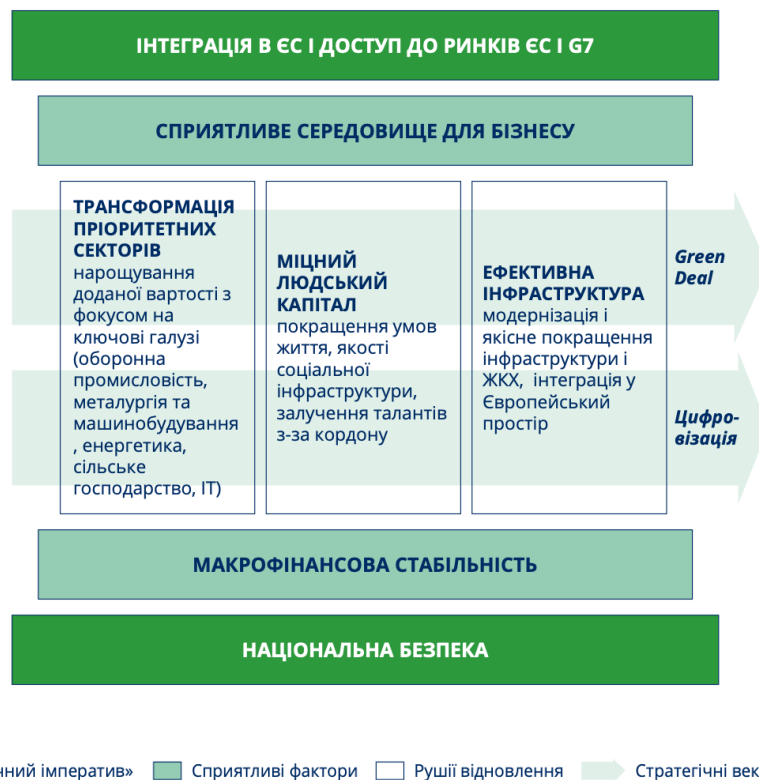 ІНТЕГРАЦІЯ В ЄС І ДОСТУП ДО РИНКІВ ЄС І G7
СПРИЯТЛИВЕ СЕРЕДОВИЩЕ ДЛЯ БІЗНЕСУ
ТРАНСФОРМАЦІЯ
ПРІОРИТЕТНИХ
СЕКТОРІВ
нарощування
доданої вартості з
фокусом на
ключові галузі
(оборонна
промисловість,
металургія та
машинобудування
, енергетика,
сільське
господарство, ІТ)
МІЦНИЙ
ЛЮДСЬКИЙ
КАПІТАЛ
покращення умов
життя, якості
соціальної
інфраструктури,
залучення талантів
з-за кордону
ЕФЕКТИВНА
ІНФРАСТРУКТУРА
модернізація і
якісне покращення
інфраструктури і
ЖКХ, інтеграція у
Європейський
простір
Green
Deal
Цифро-
візація
МАКРОФІНАНСОВА СТАБІЛЬНІСТЬ
НАЦІОНАЛЬНА БЕЗПЕКА
чний імператив» Сприятливі фактори Рушії відновлення Стратегічні век